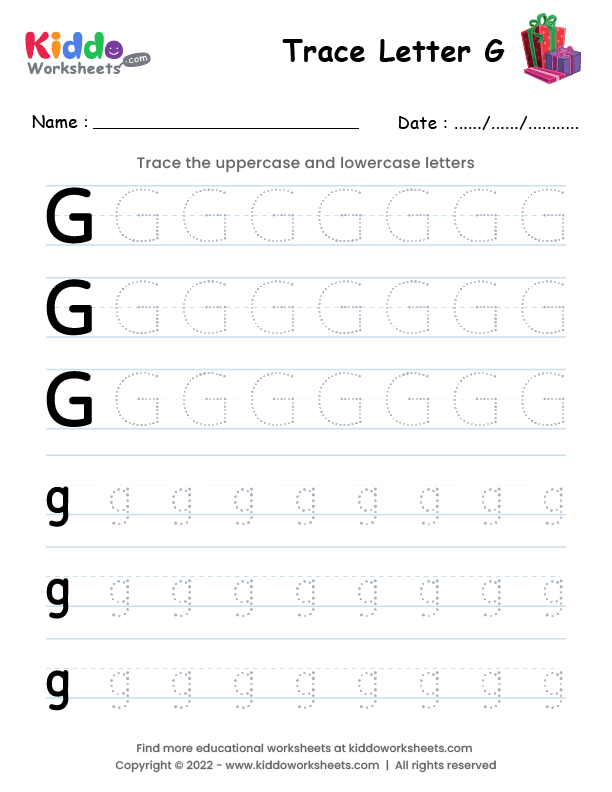 Kiddo
Worksheets .com
Trace Letter G
Name : ______________________
Date : ....../....../...........
Trace the uppercase and lowercase letters
G G G G G G G G
G G G G G G G G
G G G G G G G G
g g g g g g g g g
g g g g g g g g g
g g g g g g g g g
Find more educational worksheets at kiddoworksheets.com
Copyright © 2022 - www.kiddoworksheets.com | All rights reserved